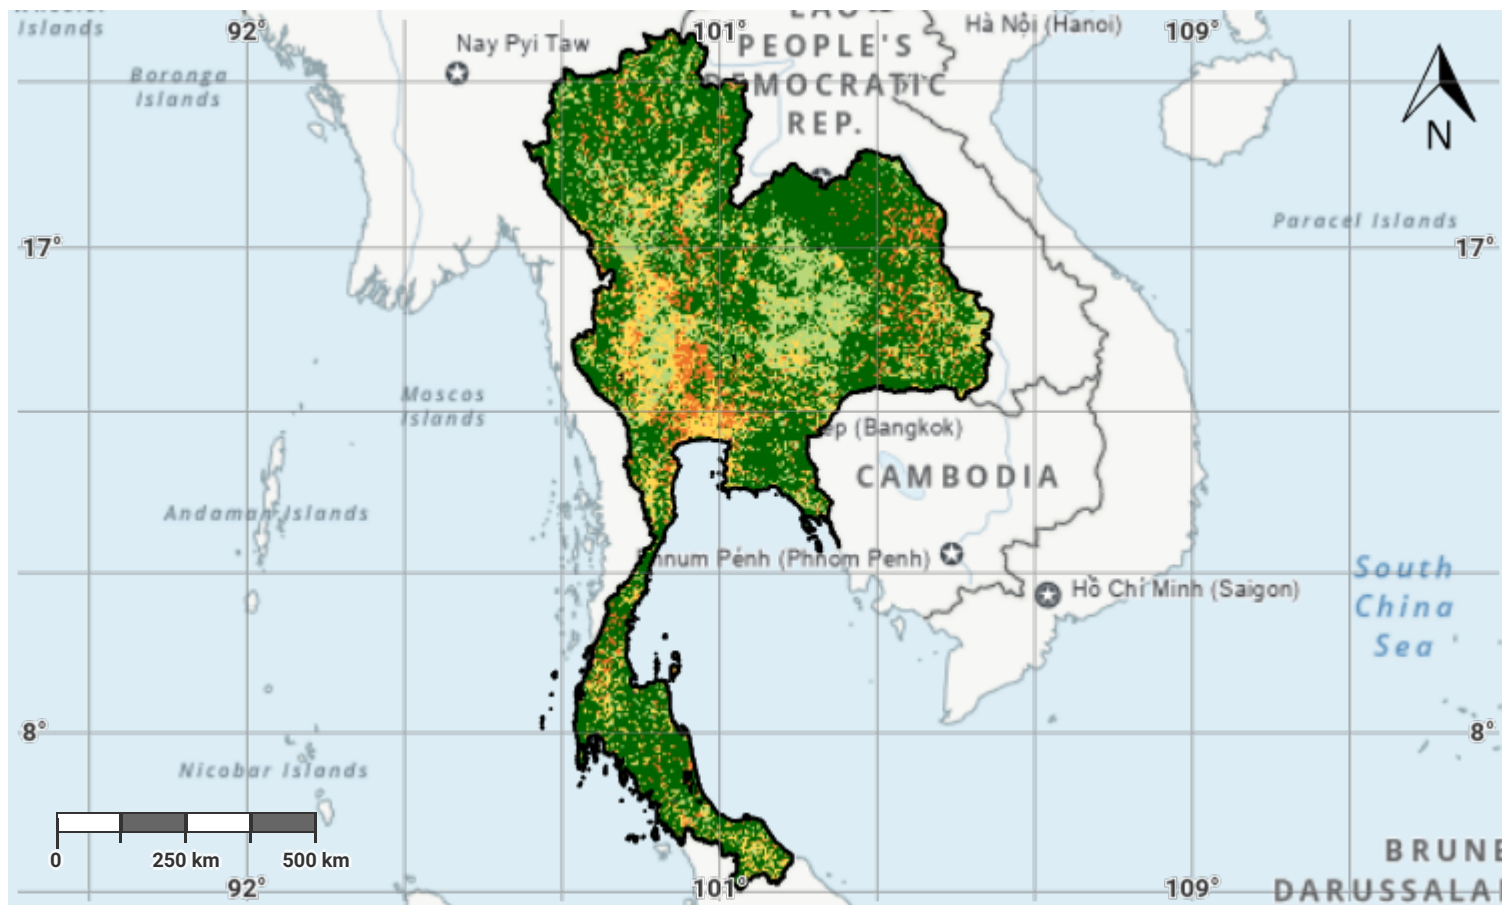 Islands
92°
101°
109°
Hà Nội (Hanoi)
Nay Pyi Taw
PEOPLE'S
DEMOCRATIC
REP.
Boronga
Islands
N
Paracel Islands
17°
17°
Moscos
Islands
(Bangkok)
CAMBODIA
Andaman Islands
Phnum Pénh (Phnom Penh)
Hồ Chí Minh (Saigon)
South
China
Sea
8°
8°
Nicobar Islands
0
250 km
500 km
92°
101°
109°
BRUNE
DARUSSALA